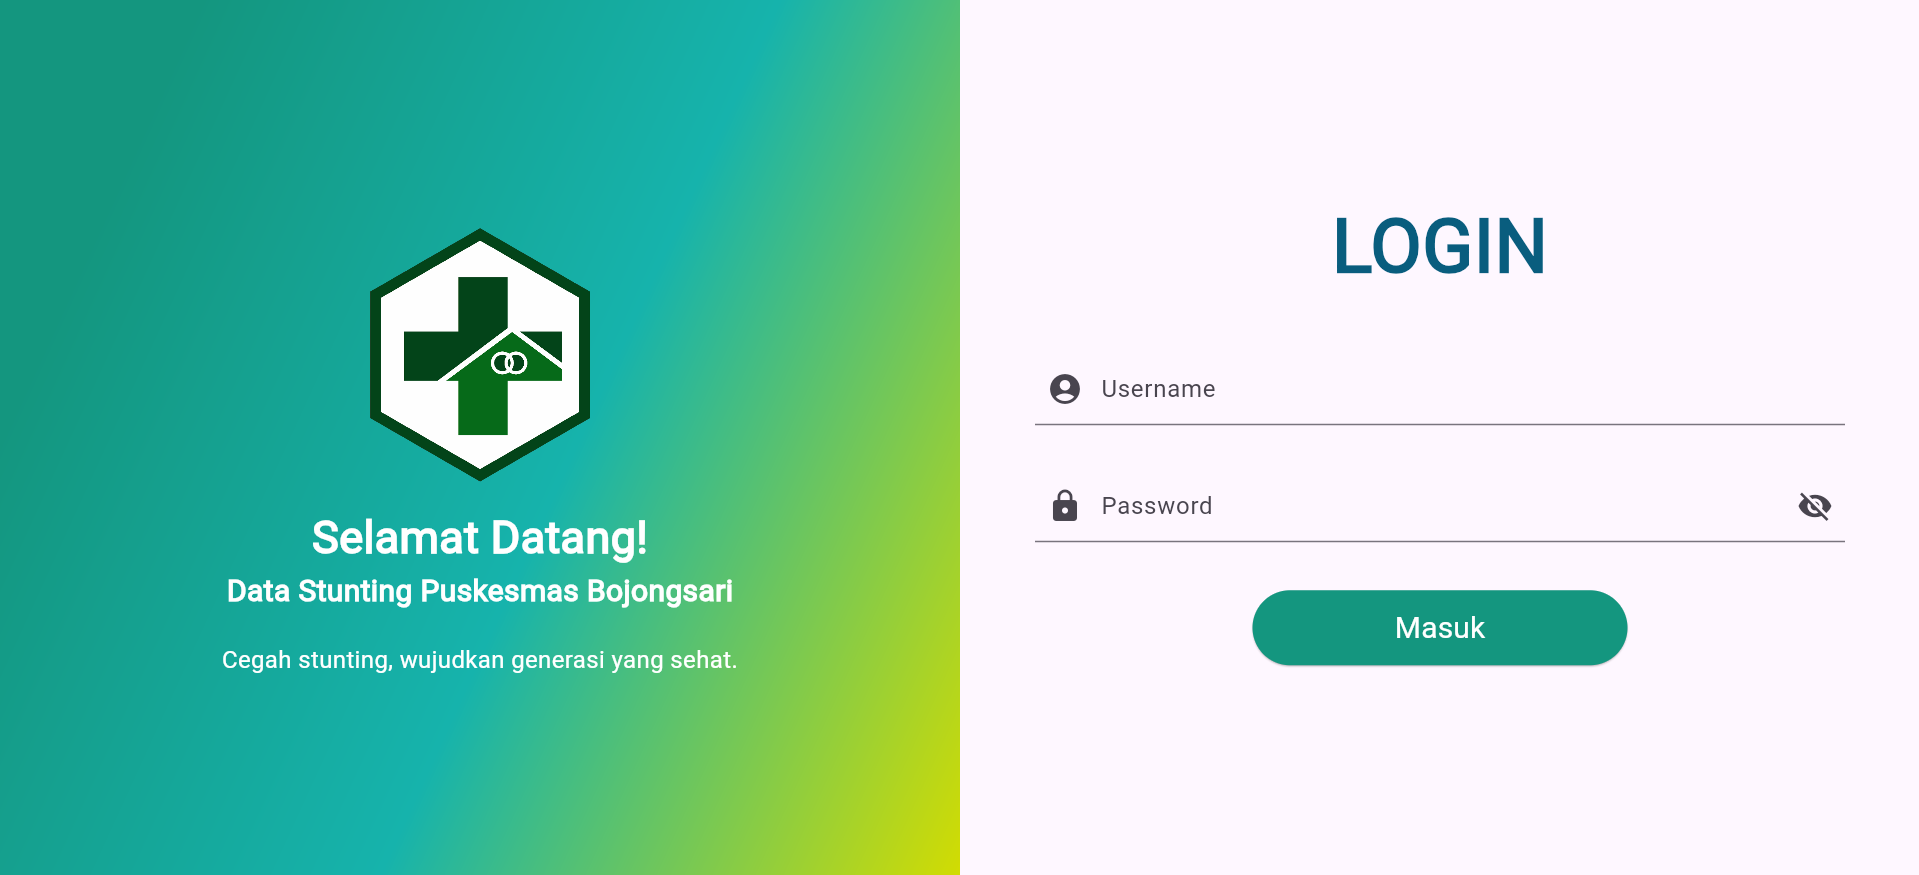 Selamat Datang!
Data Stunting Puskesmas Bojongsari
Cegah stunting, wujudkan generasi yang sehat.
LOGIN
Username
Password
Masuk